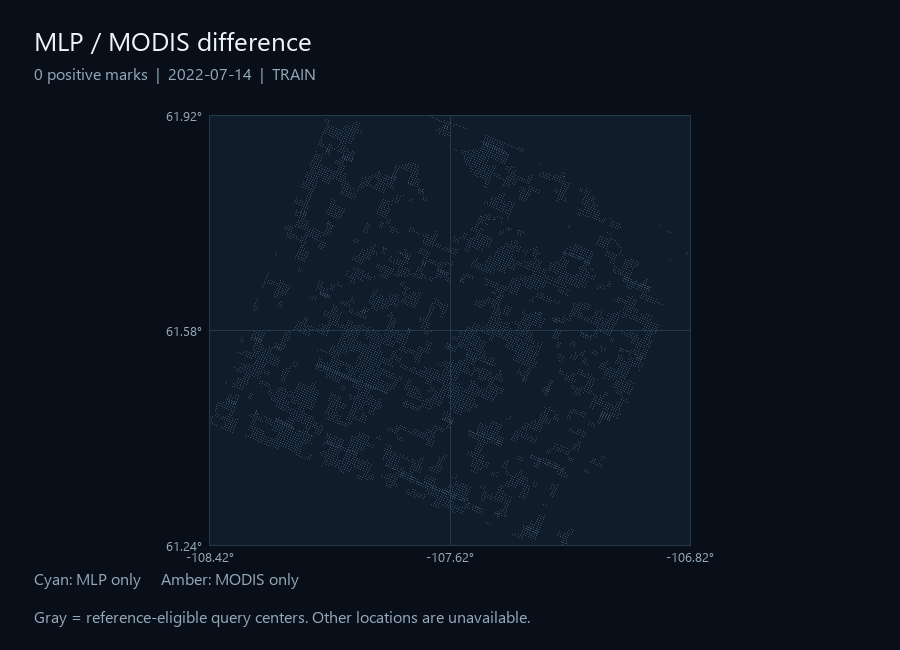 MLP / MODIS difference
0 positive marks | 2022-07-14 | TRAIN
61.92°
61.58°
61.24°
-108.42°
-107.62°
-106.82°
Cyan: MLP only Amber: MODIS only
Gray = reference-eligible query centers. Other locations are unavailable.